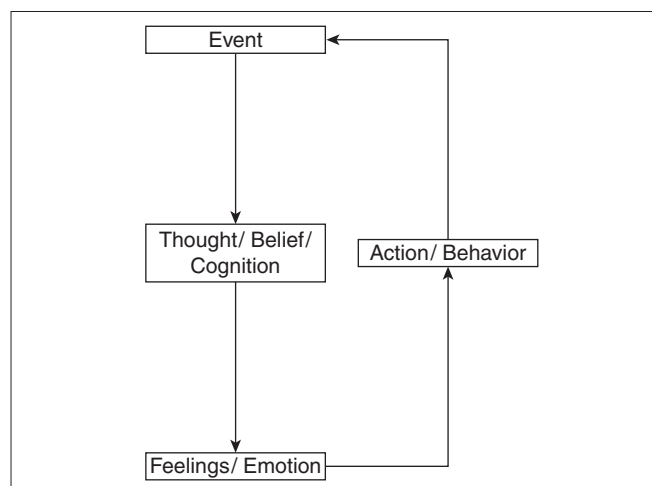 Event
Thought/ Belief/
Cognition
Action/ Behavior
Feelings/ Emotion